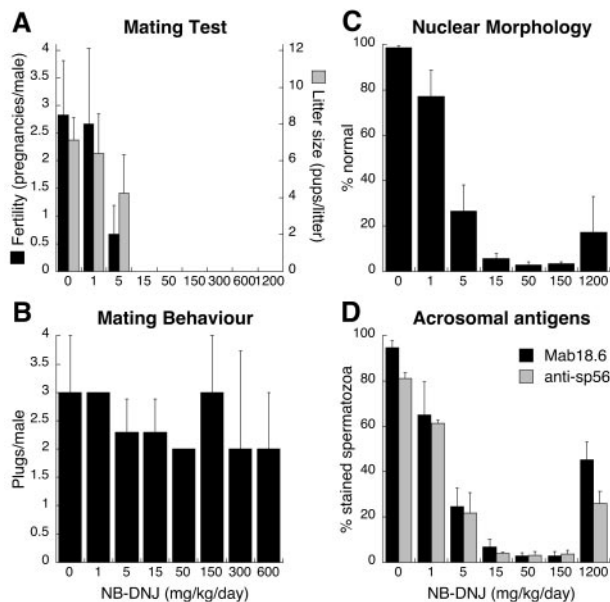 A Mating Test
Fertility (pregnancies/male)
4
3.5
3
2.5
2
1.5
1
0.5
12
10
8
6
4
2
0
Litter size (pups/litter)
0 1 5 15 50 150 300 600 1200
C Nuclear Morphology
% normal
100
80
60
40
20
0
0 1 5 15 50 150 1200
B Mating Behaviour
Plugs/male
4
3.5
3
2.5
2
1.5
1
0.5
0
0 1 5 15 50 150 300 600
NB-DNJ (mg/kg/day)
D Acrosomal antigens
Mab18.6
anti-sp56
% stained spermatozoa
100
80
60
40
20
0
0 1 5 15 50 150 1200
NB-DNJ (mg/kg/day)